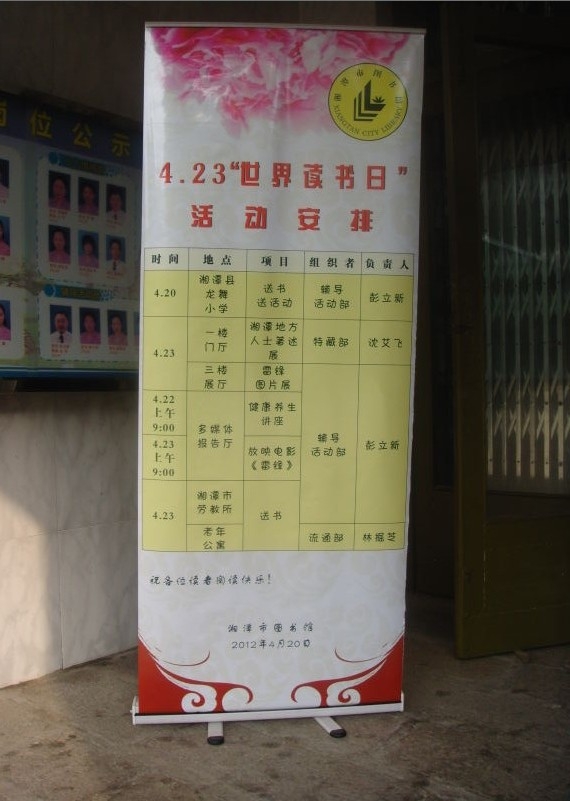 岗位公示
湘潭市图书馆
XIANGTAN CITY LIBRARY
4.23“世界读书日”
活动安排
时间 地点 项目 组织者 负责人
4.20 湘潭县龙舞小学 送书送活动 辅导活动部 彭立新
4.23 一楼门厅 湘潭地方人士著述展 特藏部 沈艾飞
三楼展厅 雷锋图片展 辅导活动部 彭立新
4.22上午9:00 多媒体报告厅 健康养生讲座
4.23上午9:00 放映电影《雷锋》
4.23 湘潭市劳教所 送书
老年公寓 流通部 林掘芝
祝各位读者阅读快乐！
湘潭市图书馆
2012年4月20日